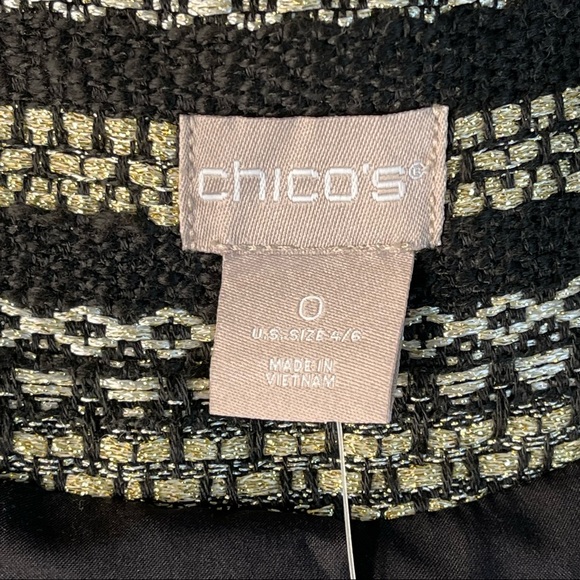 chico's®
0
U.S. SIZE 4/6
MADE IN
VIETNAM